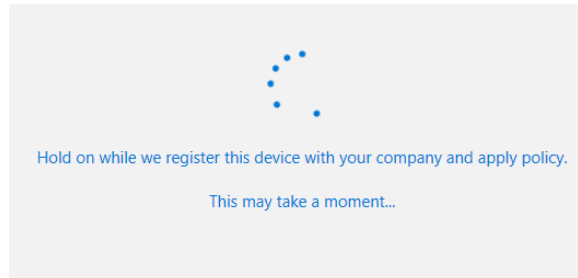 Hold on while we register this device with your company and apply policy.
This may take a moment...